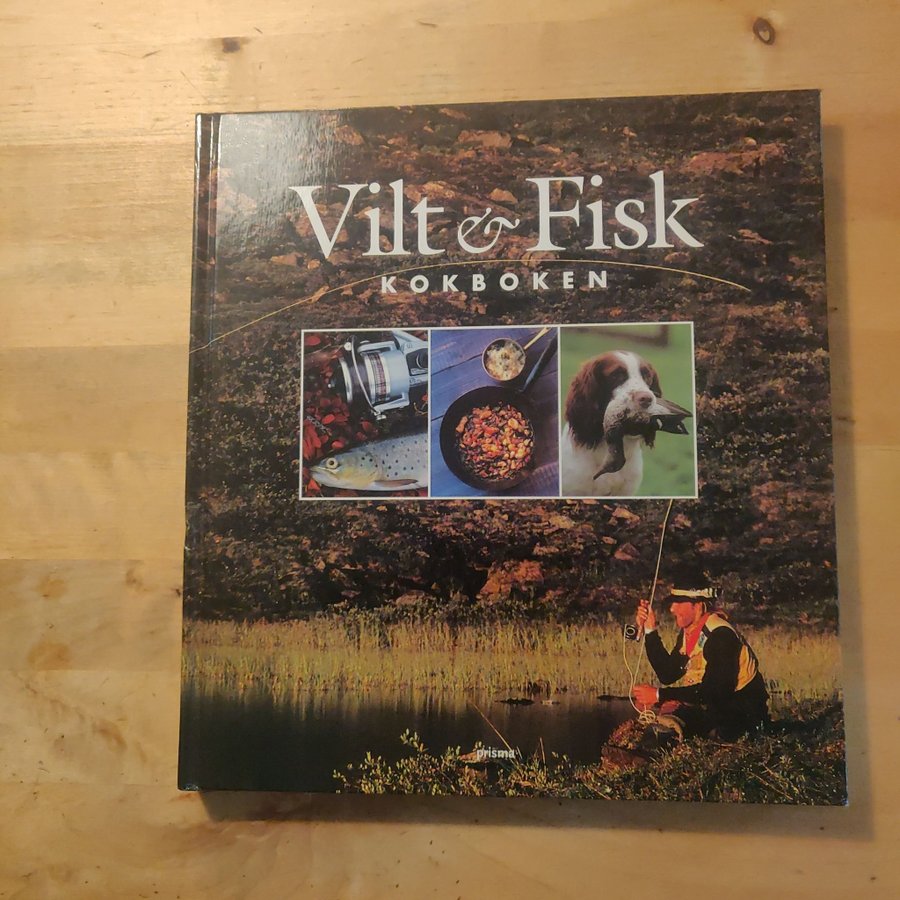 Vilt & Fisk
KOKBOKEN
prisma